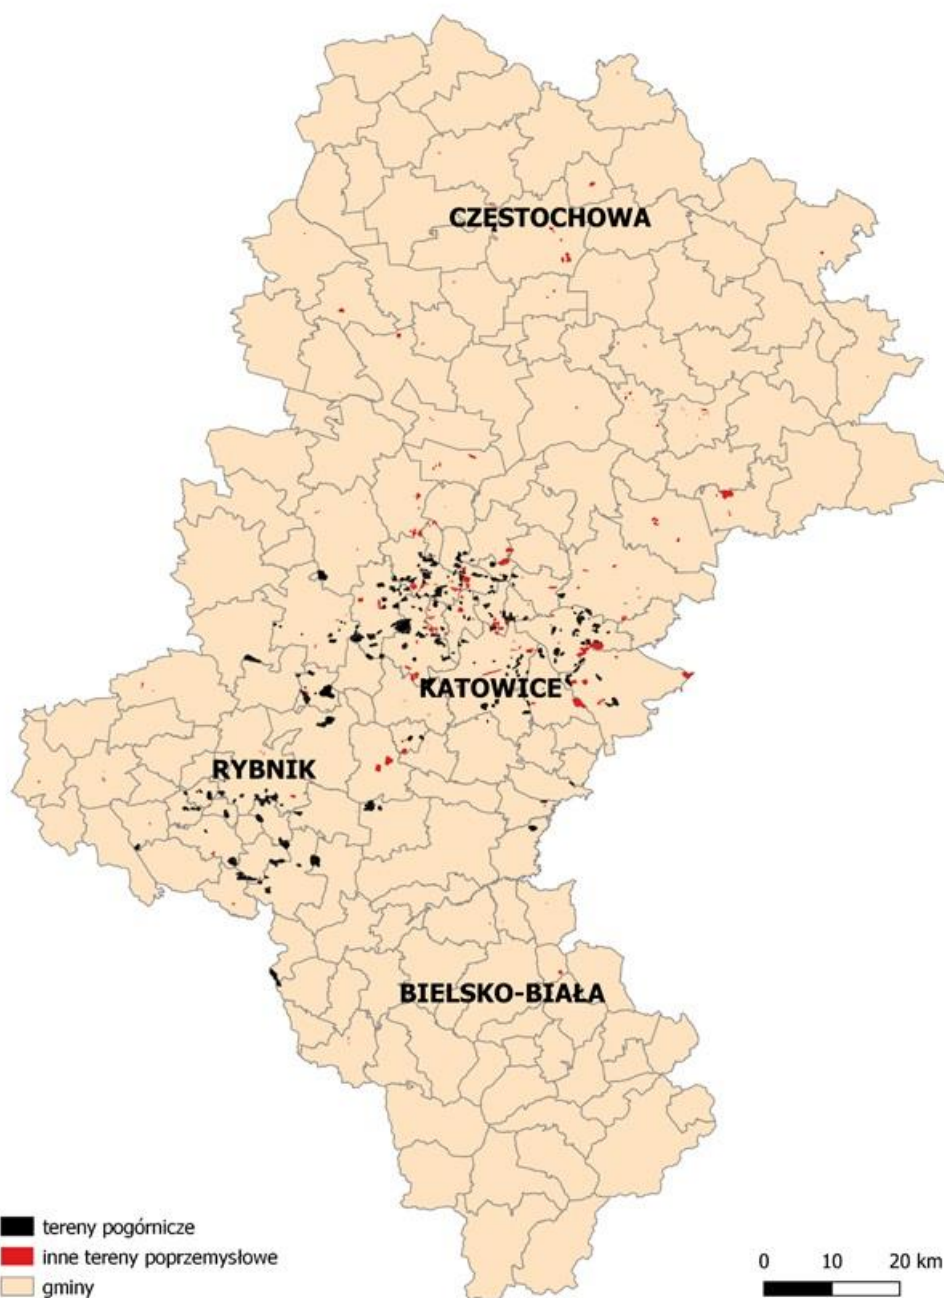 CZĘSTOCHOWA
KATOWICE
RYBNIK
BIELSKO-BIAŁA
tereny pogórnicze
inne tereny poprzemysłowe
gminy
0 10 20 km